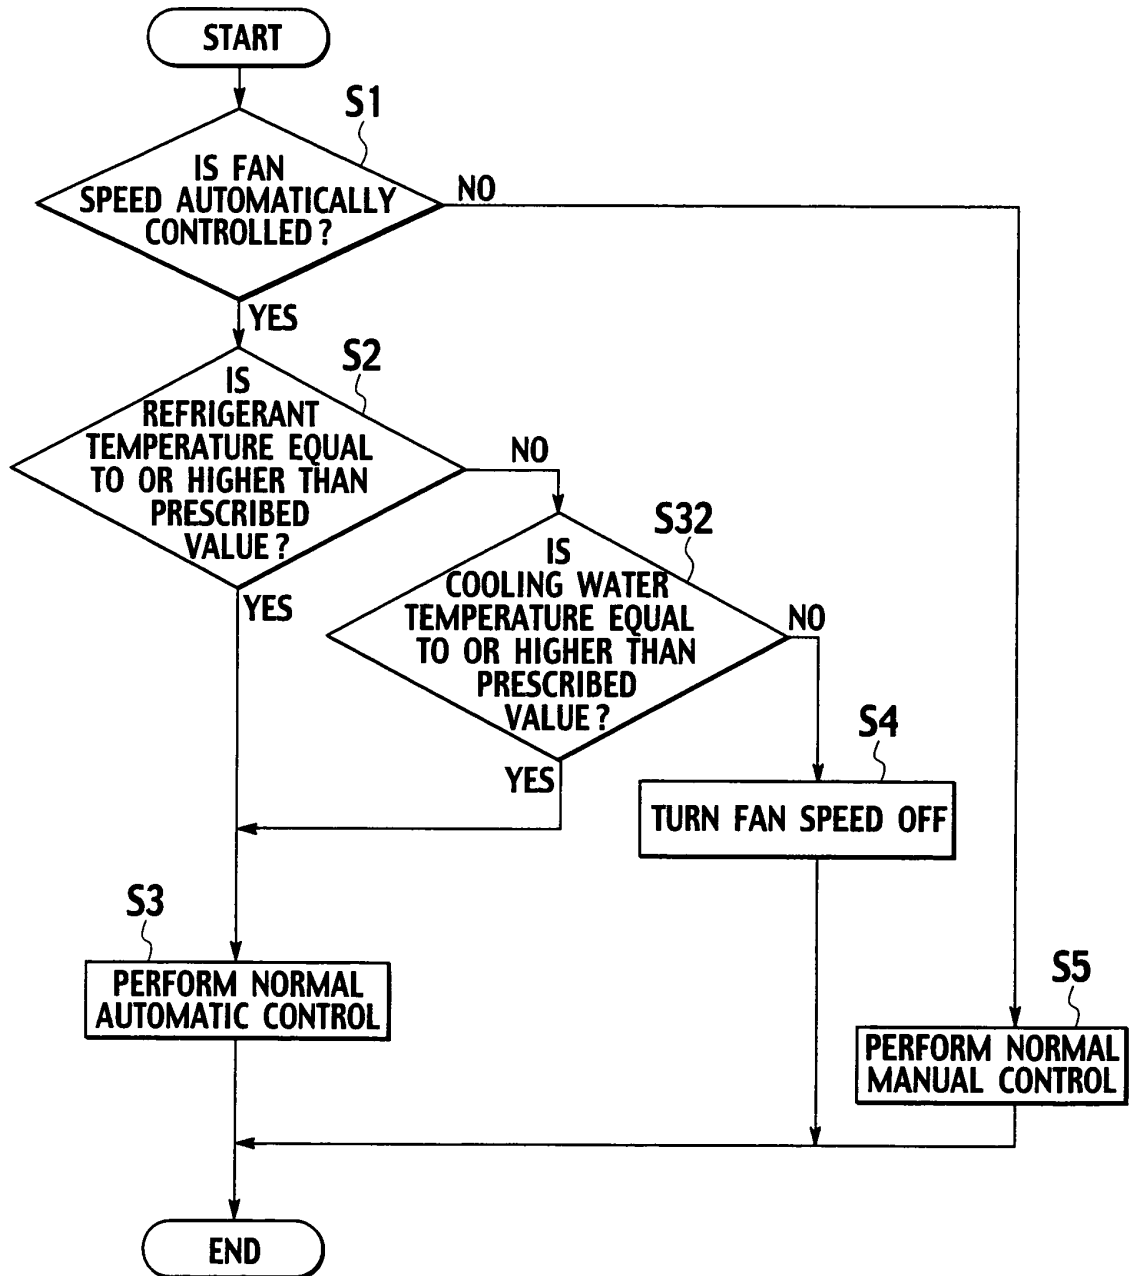 START
S1
IS FAN
SPEED AUTOMATICALLY
CONTROLLED?
NO
YES
S2
IS
REFRIGERANT
TEMPERATURE EQUAL
TO OR HIGHER THAN
PRESCRIBED
VALUE?
NO
YES
S32
IS
COOLING WATER
TEMPERATURE EQUAL
TO OR HIGHER THAN
PRESCRIBED
VALUE?
NO
YES
S4
TURN FAN SPEED OFF
S3
PERFORM NORMAL
AUTOMATIC CONTROL
S5
PERFORM NORMAL
MANUAL CONTROL
END